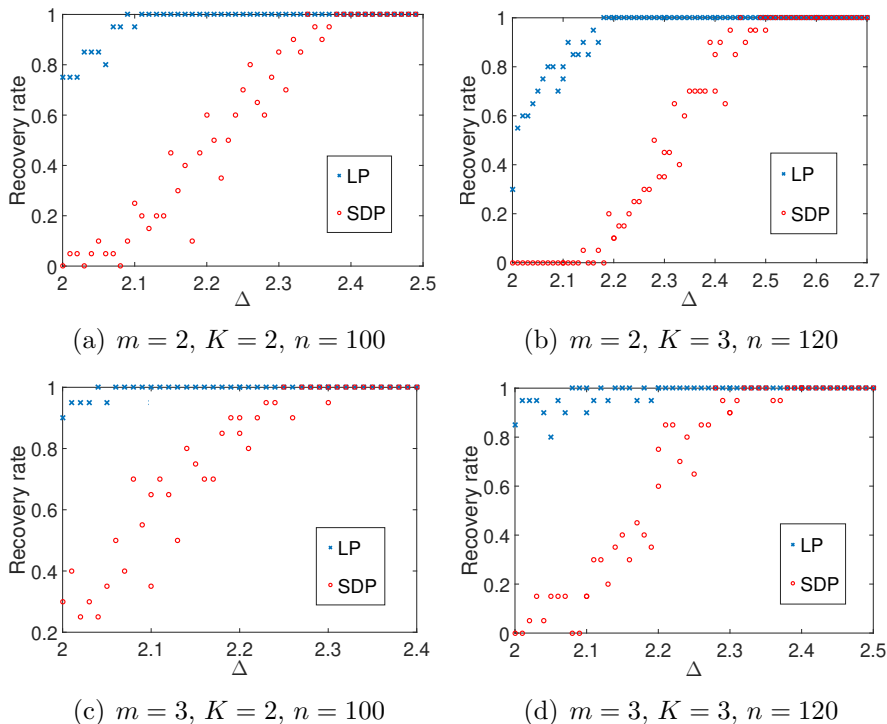 1
0.8
0.6
0.4
0.2
0
Recovery rate
LP
SDP
2 2.1 2.2 2.3 2.4 2.5
Δ
(a) m = 2, K = 2, n = 100
1
0.8
0.6
0.4
0.2
0
Recovery rate
LP
SDP
2 2.1 2.2 2.3 2.4 2.5 2.6 2.7
Δ
(b) m = 2, K = 3, n = 120
1
0.8
0.6
0.4
0.2
Recovery rate
LP
SDP
2 2.1 2.2 2.3 2.4
Δ
(c) m = 3, K = 2, n = 100
1
0.8
0.6
0.4
0.2
0
Recovery rate
LP
SDP
2 2.1 2.2 2.3 2.4 2.5
Δ
(d) m = 3, K = 3, n = 120